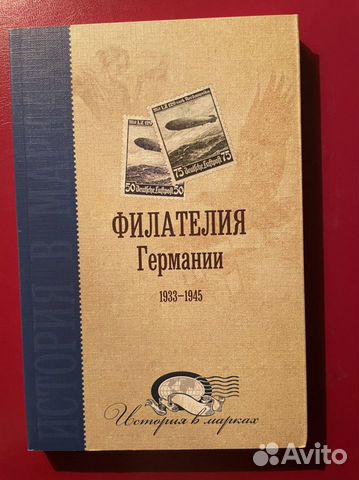 ИСТОРИЯ В МАРКАХ
50 Deutsche Luftpost 50
75 Deutsche Luftpost 75
ФИЛАТЕЛИЯ
Германии
1933–1945
История в марках
Avito